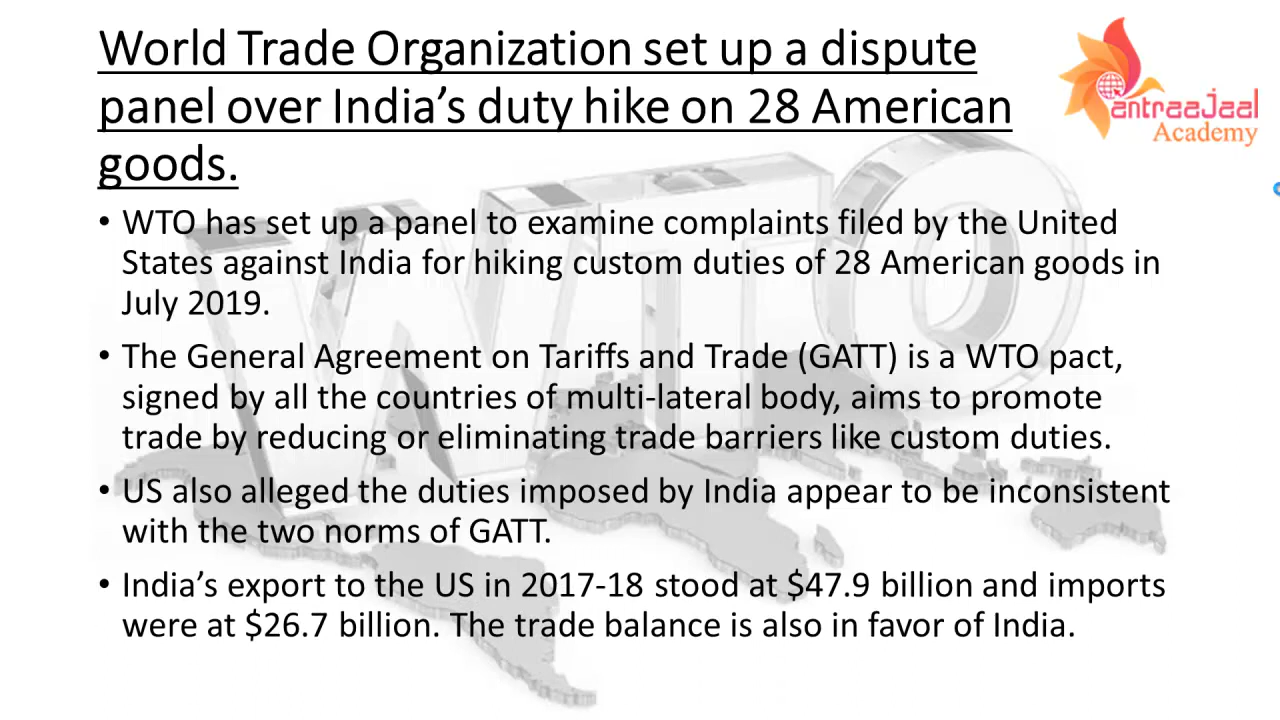 World Trade Organization set up a dispute
panel over India's duty hike on 28 American
goods.
antraajaal
Academy
• WTO has set up a panel to examine complaints filed by the United
States against India for hiking custom duties of 28 American goods in
July 2019.
• The General Agreement on Tariffs and Trade (GATT) is a WTO pact,
signed by all the countries of multi-lateral body, aims to promote
trade by reducing or eliminating trade barriers like custom duties.
• US also alleged the duties imposed by India appear to be inconsistent
with the two norms of GATT.
• India's export to the US in 2017-18 stood at $47.9 billion and imports
were at $26.7 billion. The trade balance is also in favor of India.
WTO